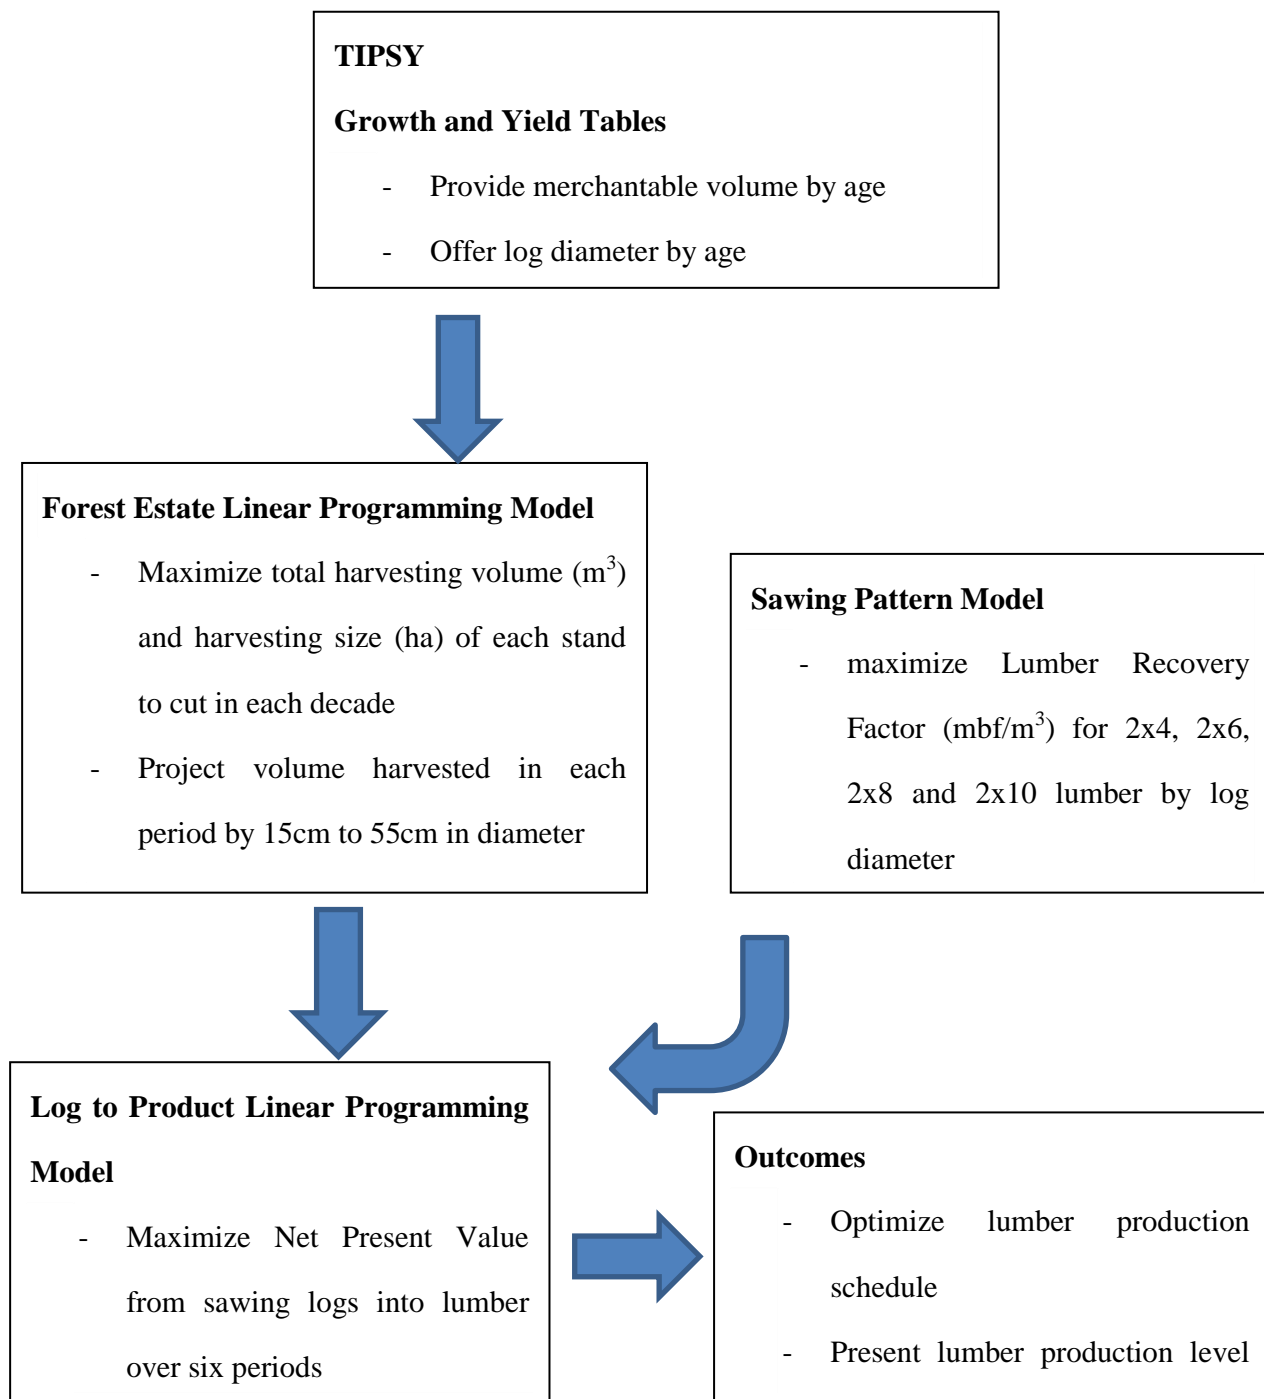 TIPSY
Growth and Yield Tables
- Provide merchantable volume by age
- Offer log diameter by age
Forest Estate Linear Programming Model
- Maximize total harvesting volume (m³)
and harvesting size (ha) of each stand
to cut in each decade
- Project volume harvested in each
period by 15cm to 55cm in diameter
Sawing Pattern Model
- maximize Lumber Recovery
Factor (mbf/m³) for 2x4, 2x6,
2x8 and 2x10 lumber by log
diameter
Log to Product Linear Programming
Model
- Maximize Net Present Value
from sawing logs into lumber
over six periods
Outcomes
- Optimize lumber production
schedule
- Present lumber production level